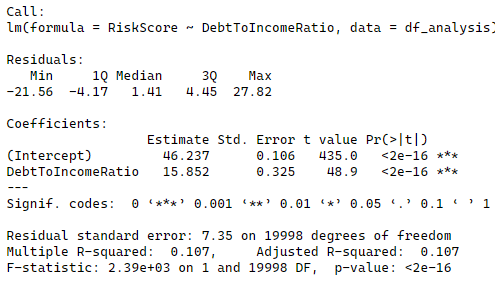 Call:
lm(formula = RiskScore ~ DebtToIncomeRatio, data = df_analysis)
Residuals:
   Min     1Q Median     3Q    Max
-21.56  -4.17   1.41   4.45  27.82
Coefficients:
                  Estimate Std. Error t value Pr(>|t|)
(Intercept)         46.237      0.106   435.0   <2e-16 ***
DebtToIncomeRatio   15.852      0.325    48.9   <2e-16 ***
---
Signif. codes:  0 ‘***’ 0.001 ‘**’ 0.01 ‘*’ 0.05 ‘.’ 0.1 ‘ ’ 1
Residual standard error: 7.35 on 19998 degrees of freedom
Multiple R-squared:  0.107,     Adjusted R-squared:  0.107
F-statistic: 2.39e+03 on 1 and 19998 DF,  p-value: <2e-16